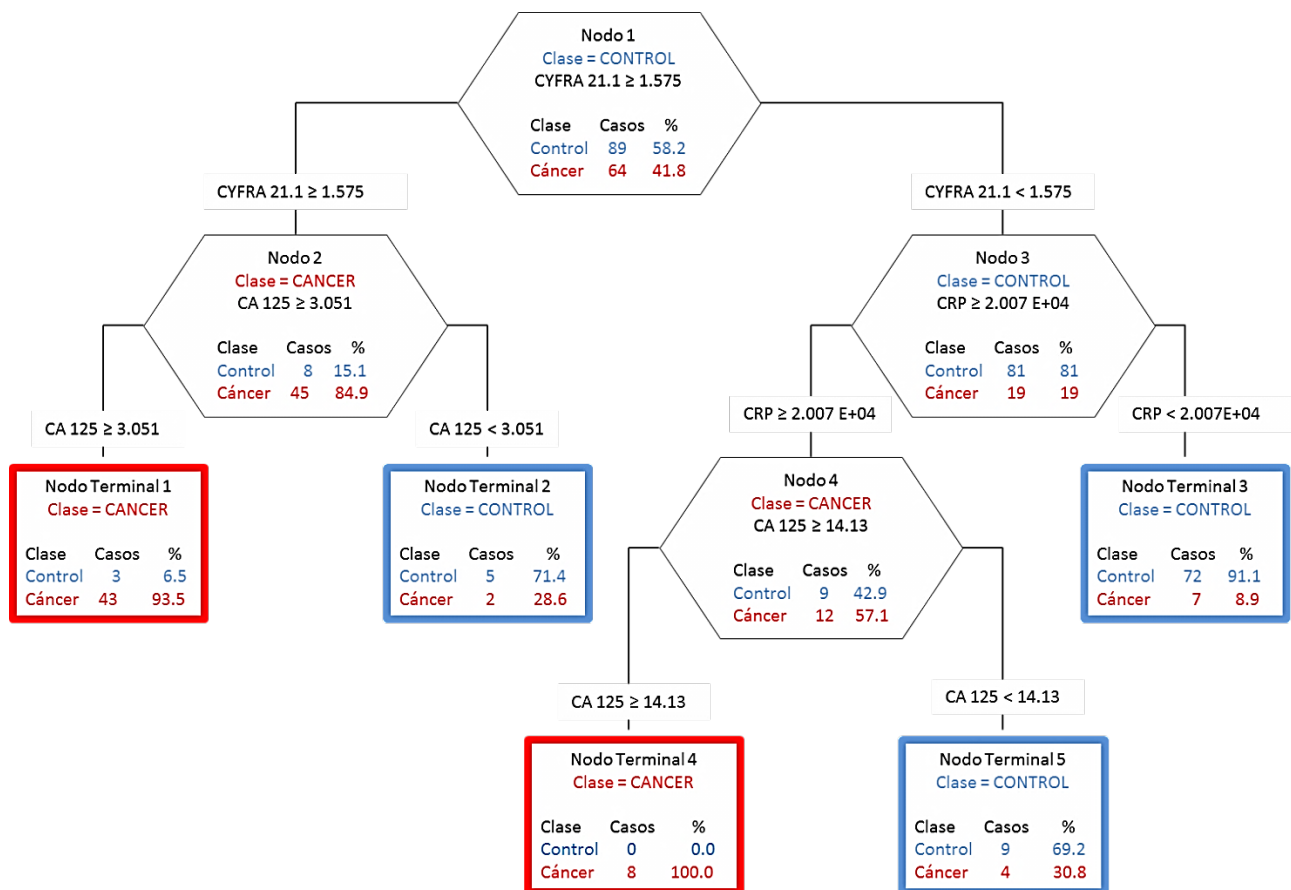 Nodo 1
Clase = CONTROL
CYFRA 21.1 ≥ 1.575
Clase Casos %
Control 89 58.2
Cáncer 64 41.8
CYFRA 21.1 ≥ 1.575
CYFRA 21.1 < 1.575
Nodo 2
Clase = CANCER
CA 125 ≥ 3.051
Clase Casos %
Control 8 15.1
Cáncer 45 84.9
Nodo 3
Clase = CONTROL
CRP ≥ 2.007 E+04
Clase Casos %
Control 81 81
Cáncer 19 19
CA 125 ≥ 3.051
CA 125 < 3.051
CRP ≥ 2.007 E+04
CRP < 2.007E+04
Nodo Terminal 1
Clase = CANCER
Clase Casos %
Control 3 6.5
Cáncer 43 93.5
Nodo Terminal 2
Clase = CONTROL
Clase Casos %
Control 5 71.4
Cáncer 2 28.6
Nodo 4
Clase = CANCER
CA 125 ≥ 14.13
Clase Casos %
Control 9 42.9
Cáncer 12 57.1
Nodo Terminal 3
Clase = CONTROL
Clase Casos %
Control 72 91.1
Cáncer 7 8.9
CA 125 ≥ 14.13
CA 125 < 14.13
Nodo Terminal 4
Clase = CANCER
Clase Casos %
Control 0 0.0
Cáncer 8 100.0
Nodo Terminal 5
Clase = CONTROL
Clase Casos %
Control 9 69.2
Cáncer 4 30.8